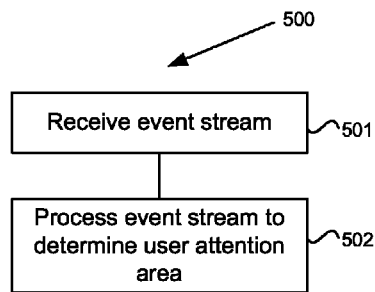 500
Receive event stream
501
Process event stream to
determine user attention
area
502